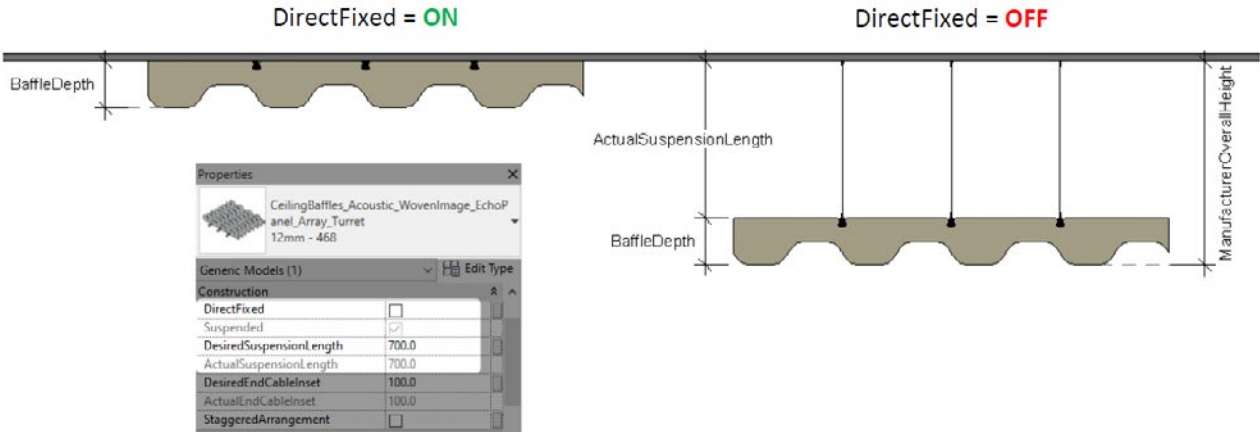 DirectFixed = ON
DirectFixed = OFF
BaffleDepth
ActualSuspensionLength
BaffleDepth
ManufacturerOverallHeight
Properties
CeilingBaffles_Acoustic_WovenImage_EchoP
anel_Array_Turret
12mm - 468
Generic Models (1)
Edit Type
Construction
DirectFixed
Suspended
DesiredSuspensionLength 700.0
ActualSuspensionLength 700.0
DesiredEndCableInset 100.0
ActualEndCableInset 100.0
StaggeredArrangement